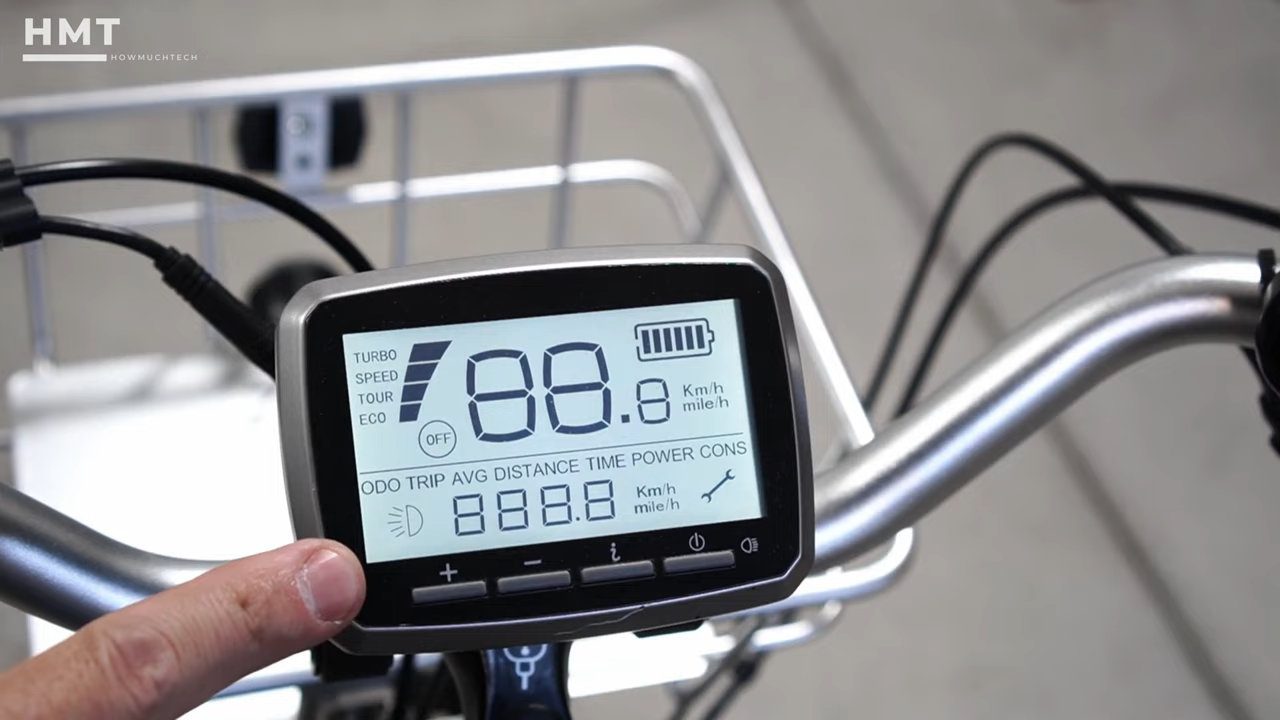 HMT
HOWMUCHTECH
TURBO
SPEED
TOUR
ECO
OFF
88.8
Km/h
mile/h
ODO TRIP AVG DISTANCE TIME POWER CONS
888.8
Km/h
mile/h
+ − i